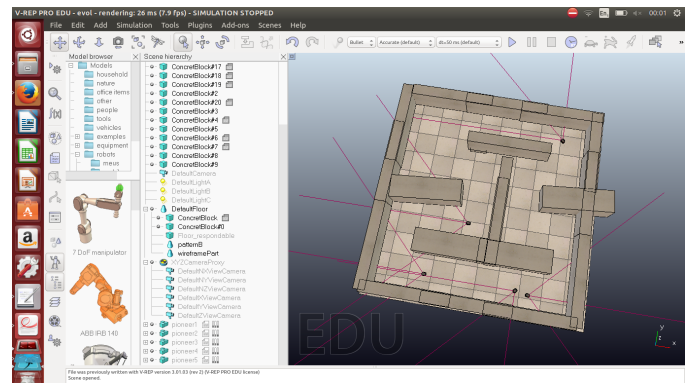 V-REP PRO EDU - evol - rendering: 26 ms (7.9 fps) - SIMULATION STOPPED
En
00:01
File Edit Add Simulation Tools Plugins Add-ons Scenes Help
Bullet
Accurate (default)
dt=50 ms (default)
Model browser
Models
household
nature
office items
other
people
tools
vehicles
examples
equipment
robots
meus
7 DoF manipulator
ABB IRB 140
Scene hierarchy
ConcretBlock#17
ConcretBlock#18
ConcretBlock#19
ConcretBlock#2
ConcretBlock#20
ConcretBlock#3
ConcretBlock#4
ConcretBlock#5
ConcretBlock#6
ConcretBlock#7
ConcretBlock#8
ConcretBlock#9
DefaultCamera
DefaultLightA
DefaultLightB
DefaultLightC
DefaultFloor
ConcretBlock
ConcretBlock#0
Floor_respondable
patternB
wireframePart
XYZCameraProxy
DefaultNXViewCamera
DefaultNYViewCamera
DefaultNZViewCamera
DefaultXViewCamera
DefaultYViewCamera
DefaultZViewCamera
pioneer1
pioneer2
pioneer3
pioneer4
pioneer5
EDU
y
z
x
File was previously written with V-REP version 3.01.03 (rev 2) (V-REP PRO EDU license)
Scene opened.